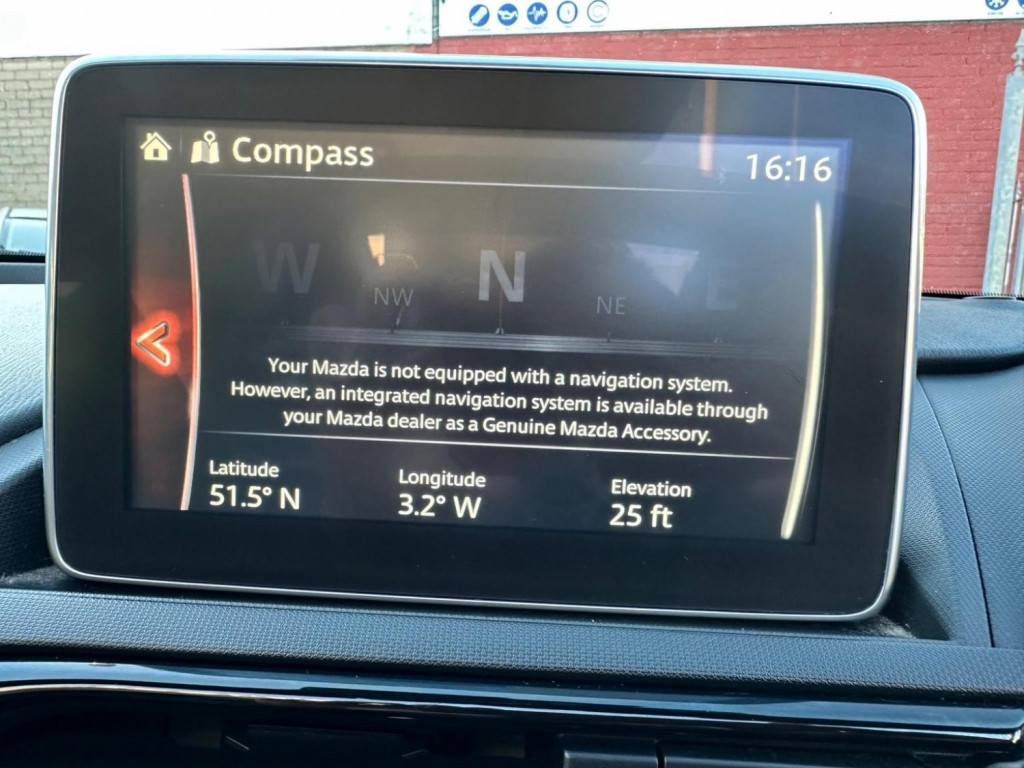 Compass
16:16
W NW N NE E
Your Mazda is not equipped with a navigation system.
However, an integrated navigation system is available through
your Mazda dealer as a Genuine Mazda Accessory.
Latitude Longitude Elevation
51.5° N 3.2° W 25 ft